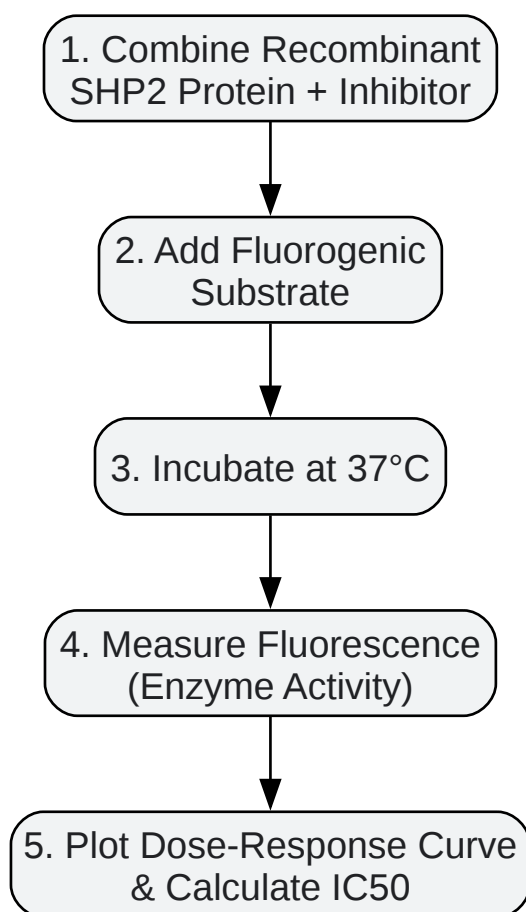 1. Combine Recombinant
SHP2 Protein + Inhibitor
2. Add Fluorogenic
Substrate
3. Incubate at 37°C
4. Measure Fluorescence
(Enzyme Activity)
5. Plot Dose-Response Curve
& Calculate IC50